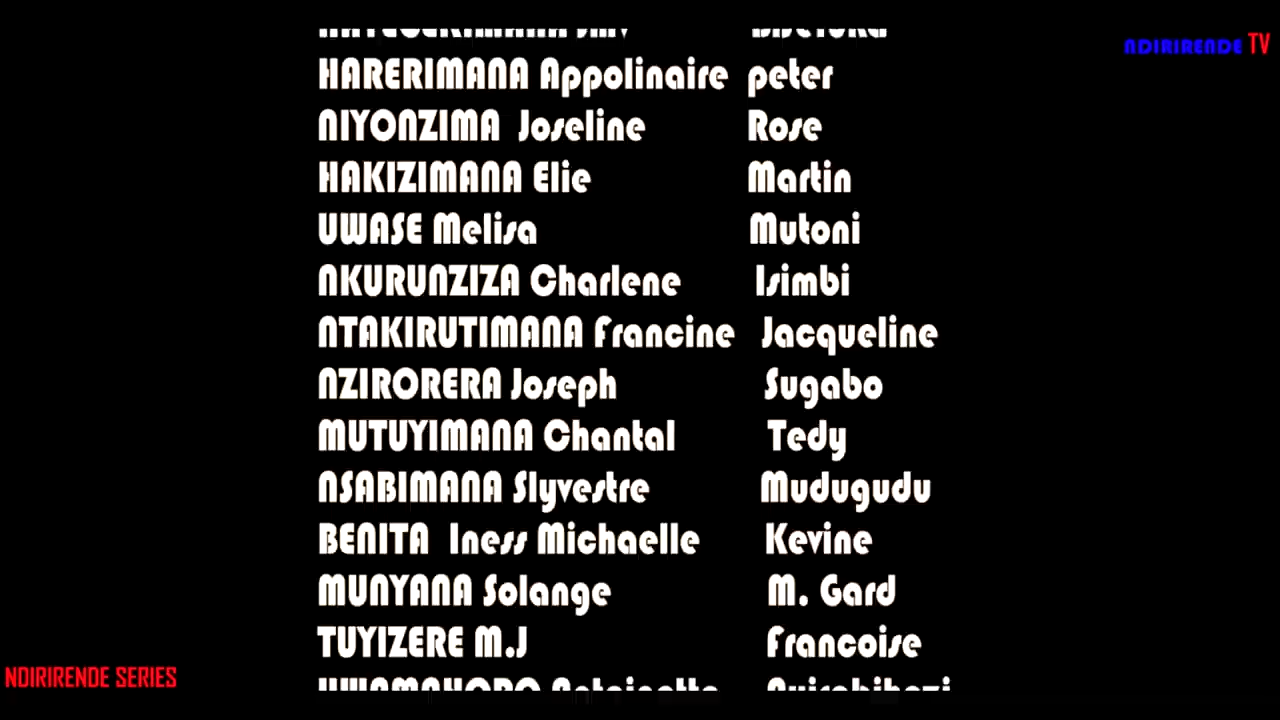 NDIRIRENDE TV
HARERIMANA Appolinaire peter
NIYONZIMA Joseline Rose
HAKIZIMANA Elie Martin
UWASE Melisa Mutoni
NKURUNZIZA Charlene Isimbi
NTAKIRUTIMANA Francine Jacqueline
NZIRORERA Joseph Sugabo
MUTUYIMANA Chantal Tedy
NSABIMANA Slyvestre Mudugudu
BENITA Iness Michaelle Kevine
MUNYANA Solange M. Gard
TUYIZERE M.J Francoise
NDIRIRENDE SERIES
UWAMAHORO Antoinette